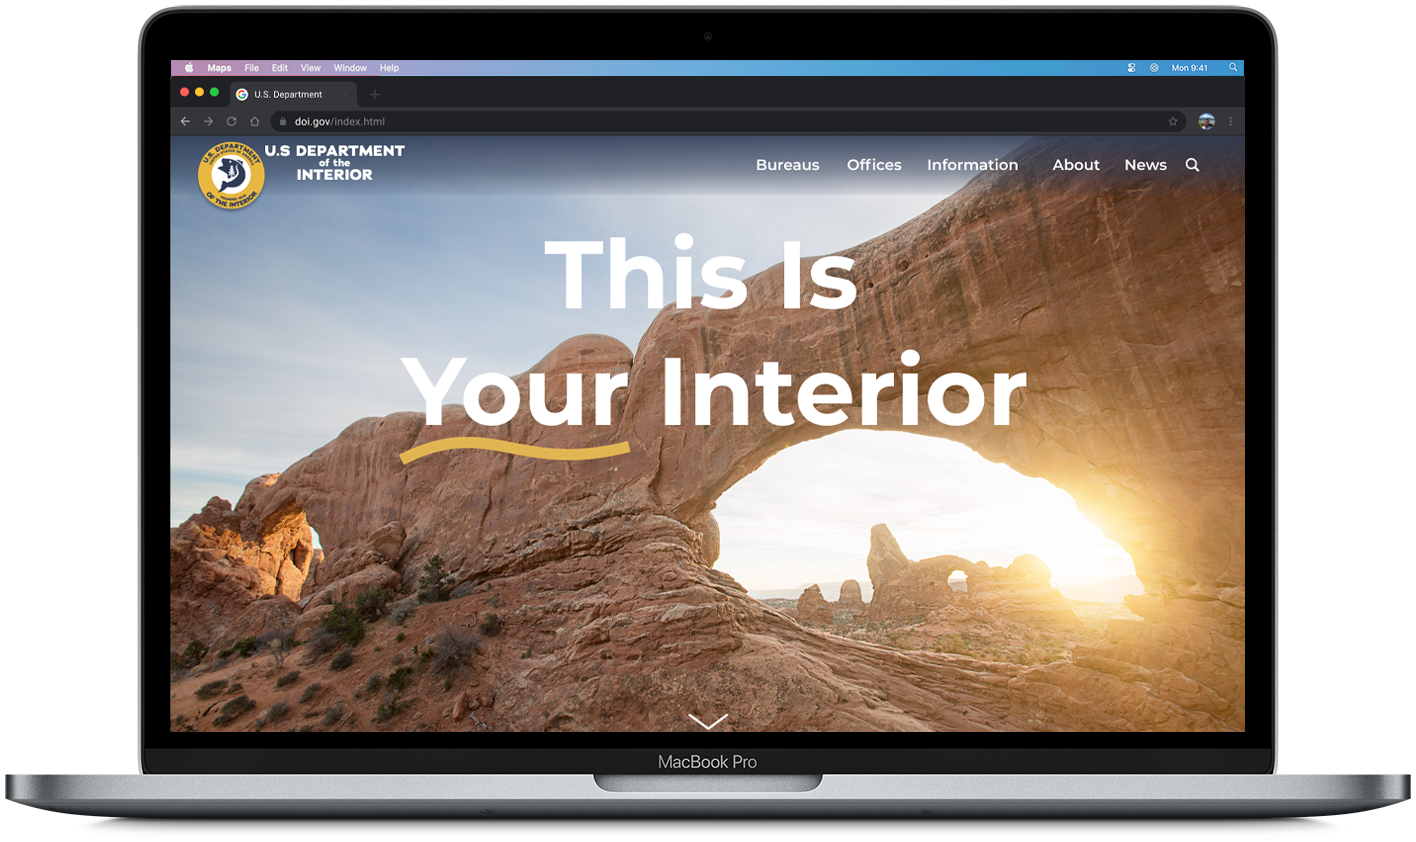 Maps File Edit View Window Help Mon 9:41
U.S. Department
doi.gov/index.html
U.S. DEPARTMENT
OF THE INTERIOR
U.S DEPARTMENT
of the
INTERIOR
Bureaus Offices Information About News
This Is
Your Interior
MacBook Pro